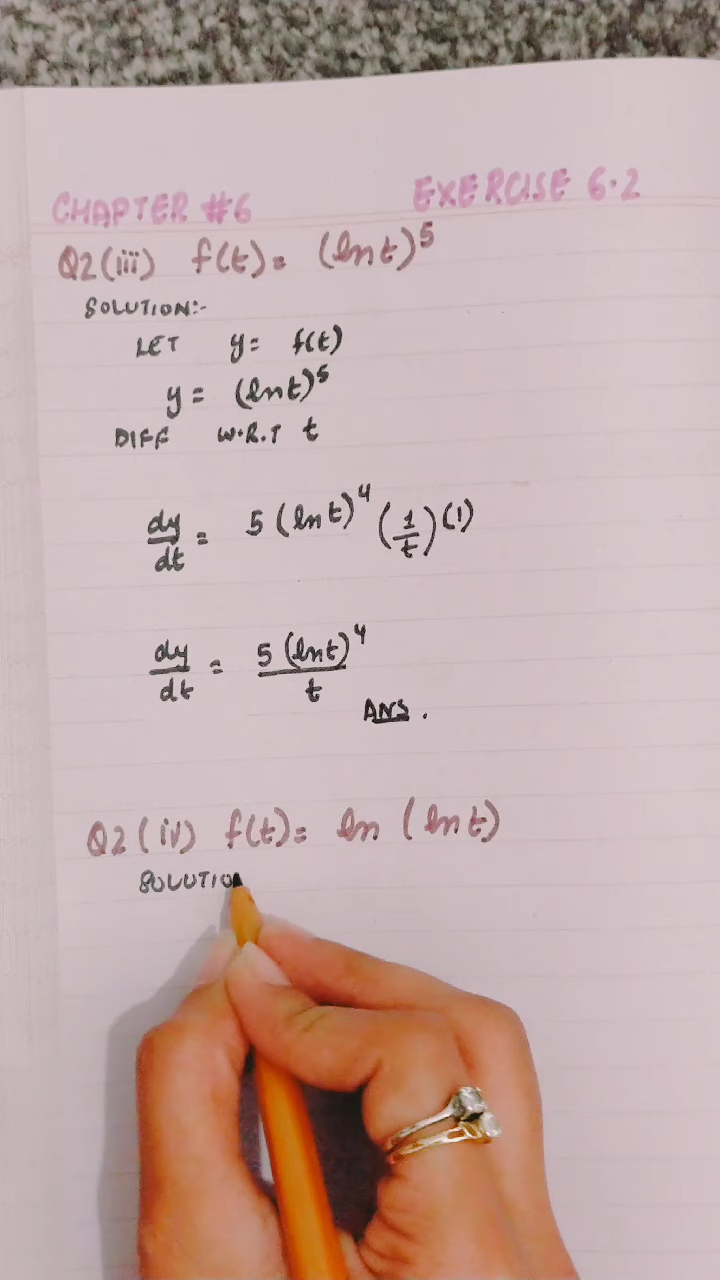 CHAPTER #6 EXERCISE 6.2
Q2(iii) f(t)= (ln t)⁵
SOLUTION:-
LET y= f(t)
y= (ln t)⁵
DIFF W.R.T t
dy/dt = 5 (ln t)⁴ (1/t)(1)
dy/dt = 5 (ln t)⁴/t
ANS.
Q2(iv) f(t)= ln (ln t)
SOLUTIO